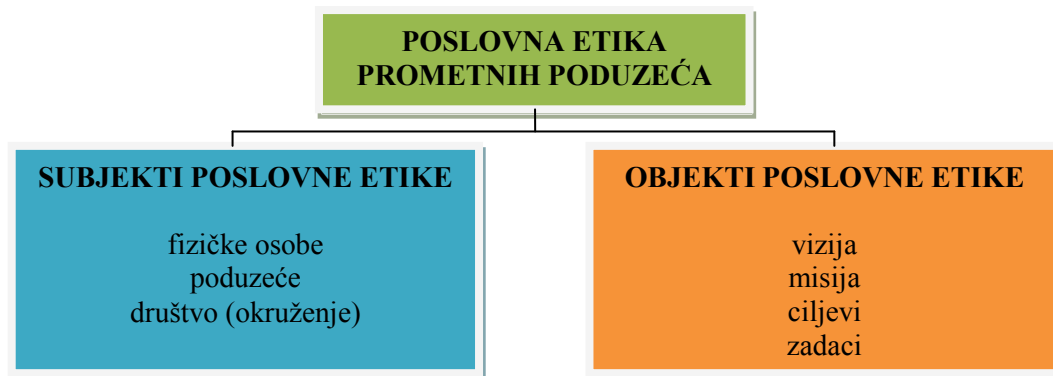 POSLOVNA ETIKA
PROMETNIH PODUZEĆA
SUBJEKTI POSLOVNE ETIKE
fizičke osobe
poduzeće
društvo (okruženje)
OBJEKTI POSLOVNE ETIKE
vizija
misija
ciljevi
zadaci